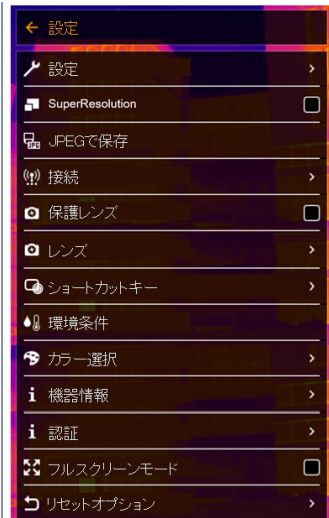 設定
設定
SuperResolution
JPEGで保存
接続
保護レンズ
レンズ
ショートカットキー
環境条件
カラー選択
機器情報
認証
フルスクリーンモード
リセットオプション